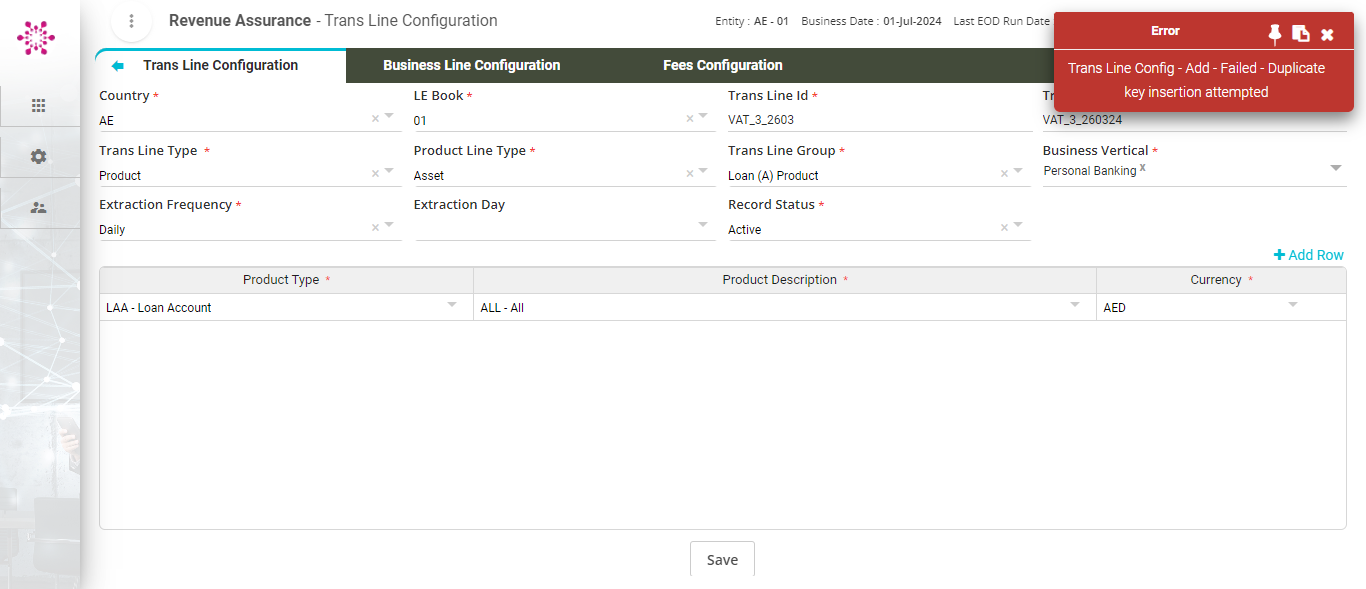 Revenue Assurance - Trans Line Configuration
Entity : AE - 01 Business Date : 01-Jul-2024 Last EOD Run Date
Error
Trans Line Config - Add - Failed - Duplicate
key insertion attempted
Trans Line Configuration Business Line Configuration Fees Configuration
Country * LE Book * Trans Line Id *
AE 01 VAT_3_2603 VAT_3_260324
Trans Line Type * Product Line Type * Trans Line Group * Business Vertical *
Product Asset Loan (A) Product Personal Banking x
Extraction Frequency * Extraction Day Record Status *
Daily Active
+ Add Row
Product Type * Product Description * Currency *
LAA - Loan Account ALL - All AED
Save